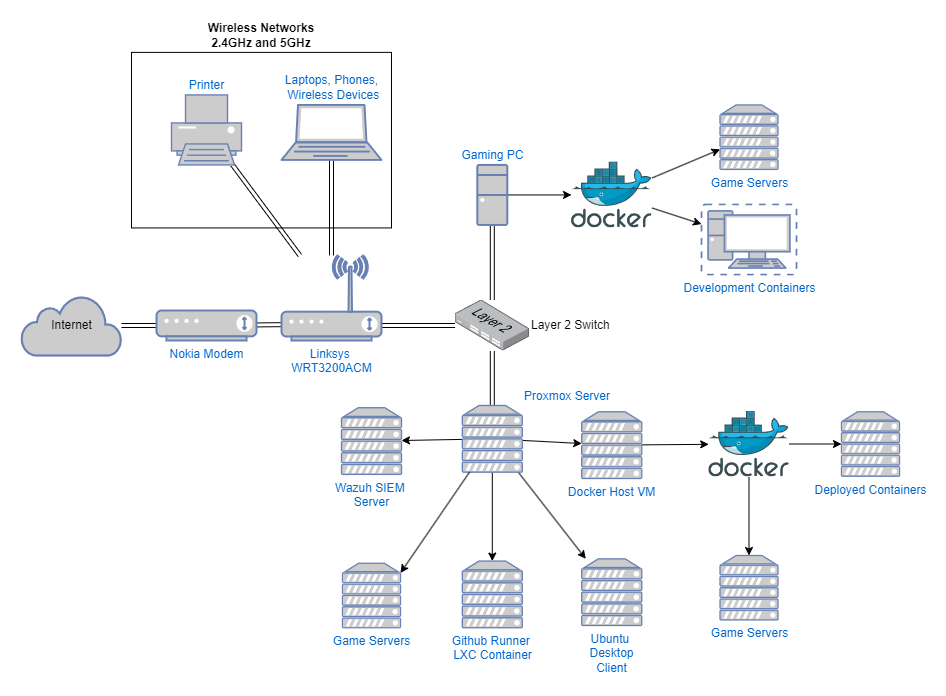 Wireless Networks
2.4GHz and 5GHz
Printer
Laptops, Phones,
Wireless Devices
Gaming PC
docker
Game Servers
Development Containers
Internet
Nokia Modem
Linksys
WRT3200ACM
Layer 2
Layer 2 Switch
Proxmox Server
Wazuh SIEM
Server
Docker Host VM
docker
Deployed Containers
Game Servers
Github Runner
LXC Container
Ubuntu
Desktop
Client
Game Servers